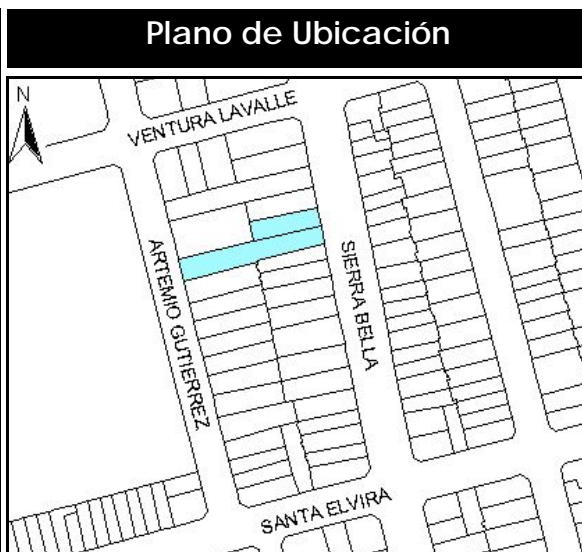 Plano de Ubicación
N
VENTURA LAVALLE
ARTEMIO GUTIERREZ
SIERRA BELLA
SANTA ELVIRA